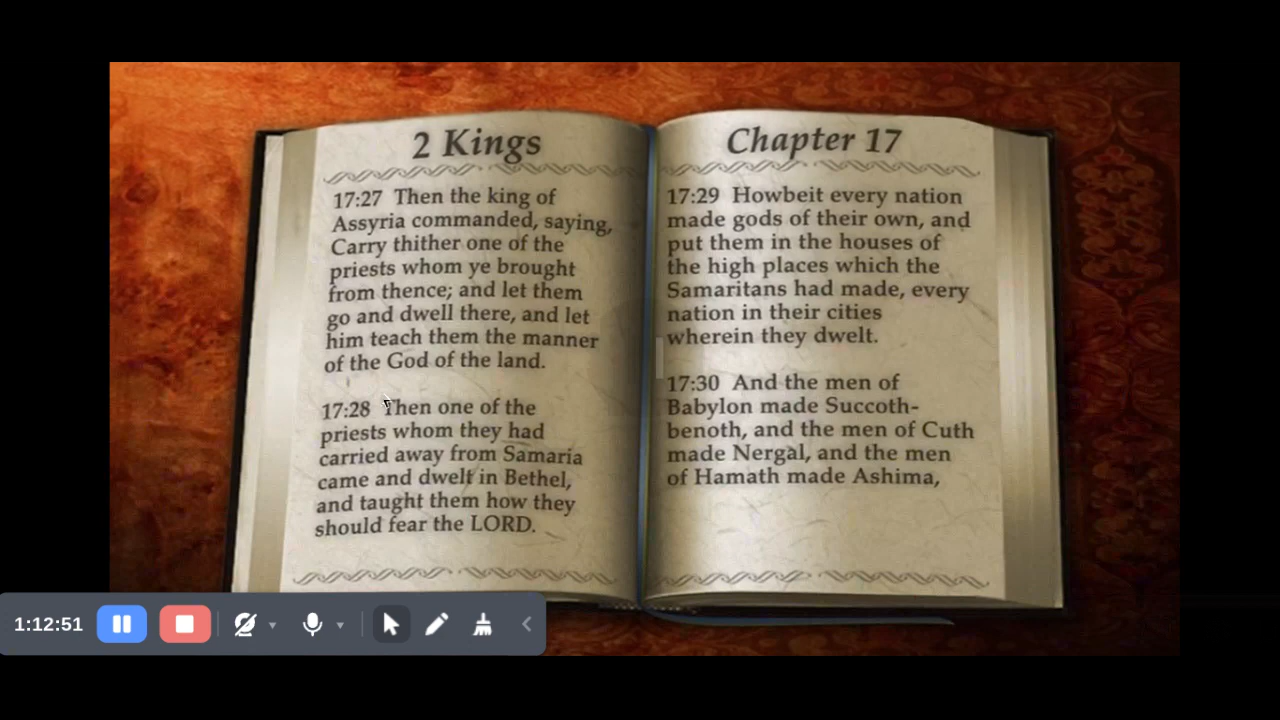 2 Kings
17:27 Then the king of
Assyria commanded, saying,
Carry thither one of the
priests whom ye brought
from thence; and let them
go and dwell there, and let
him teach them the manner
of the God of the land.
17:28 Then one of the
priests whom they had
carried away from Samaria
came and dwelt in Bethel,
and taught them how they
should fear the LORD.
Chapter 17
17:29 Howbeit every nation
made gods of their own, and
put them in the houses of
the high places which the
Samaritans had made, every
nation in their cities
wherein they dwelt.
17:30 And the men of
Babylon made Succoth-
benoth, and the men of Cuth
made Nergal, and the men
of Hamath made Ashima,
1:12:51